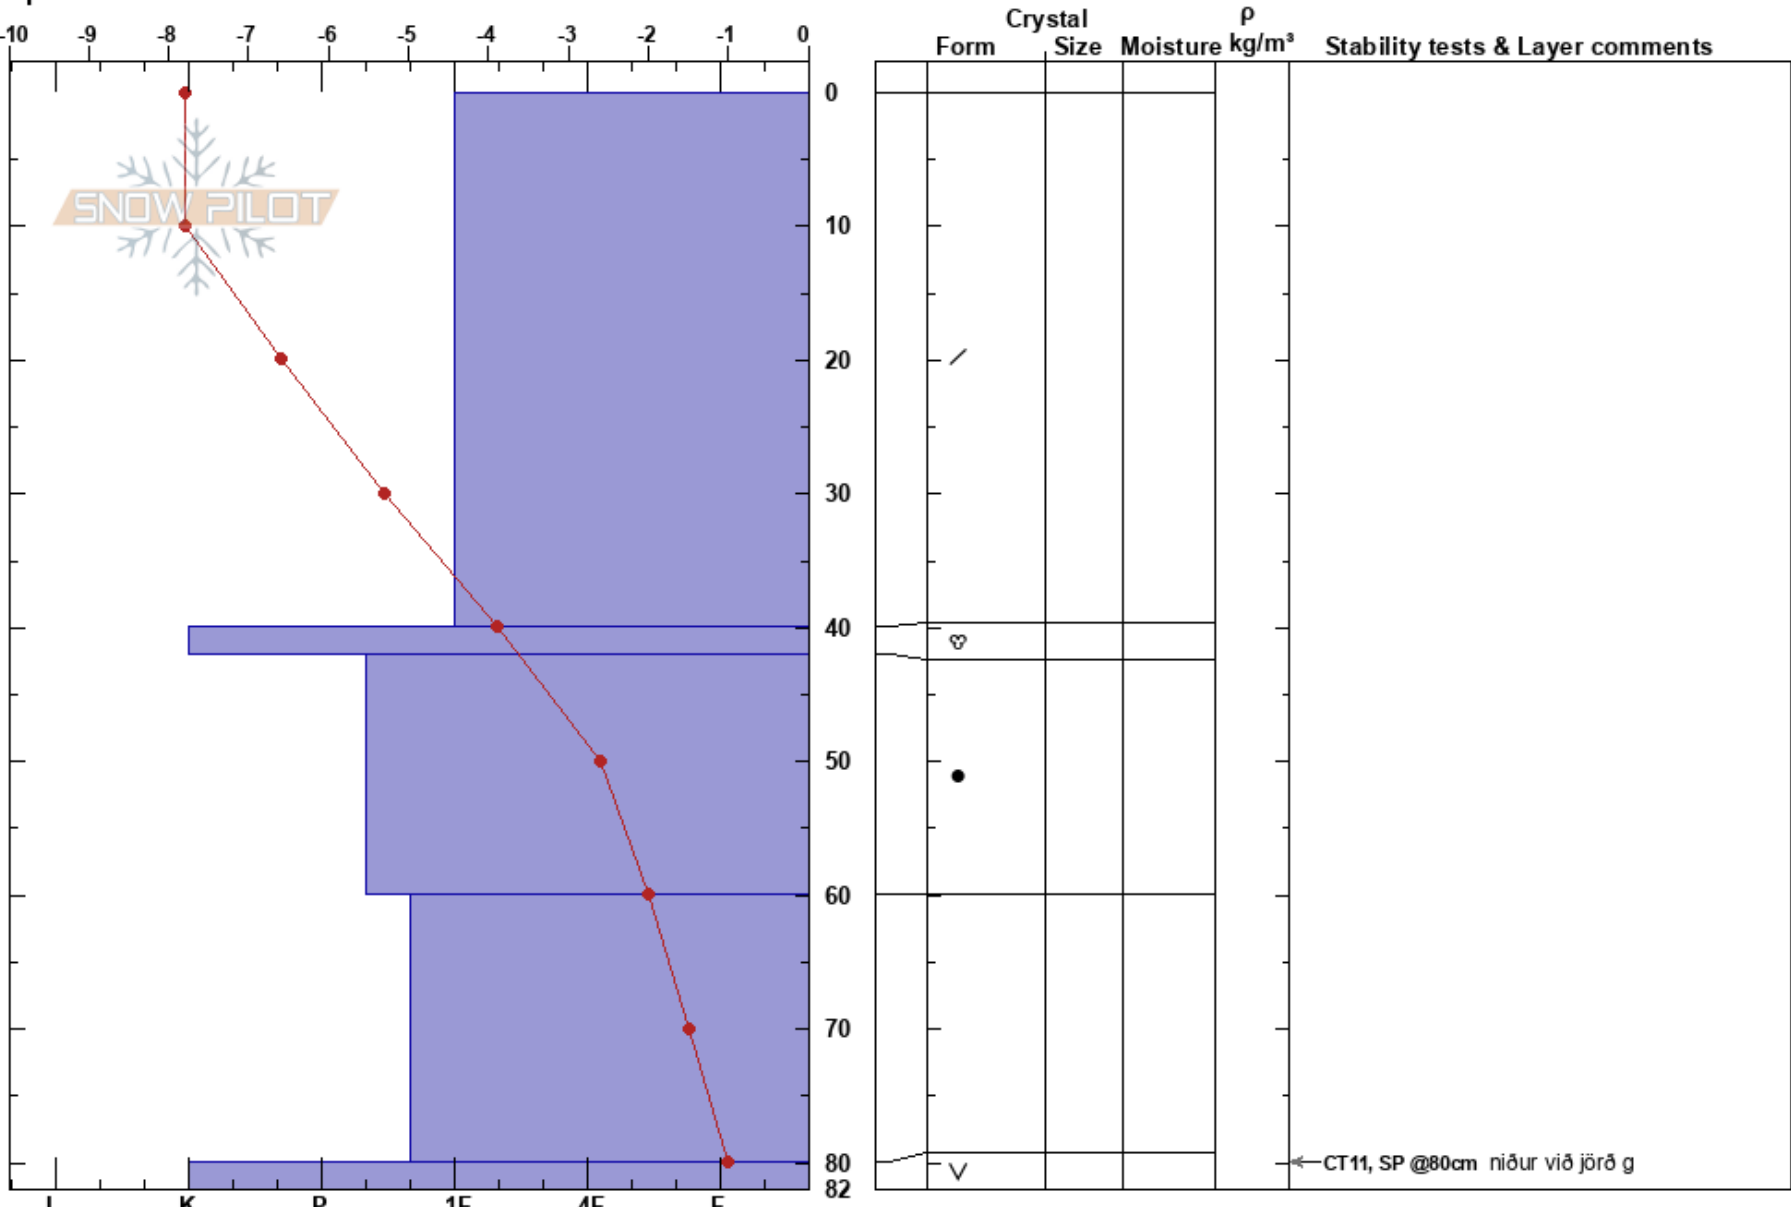 Crystal ρ
-10 -9 -8 -7 -6 -5 -4 -3 -2 -1 0
Form Size Moisture kg/m³ Stability tests & Layer comments
0
SNOW PILOT
10
20
30
40
50
60
70
80 CT11, SP @80cm niður við jörð g
82
I K P 1F 4F F